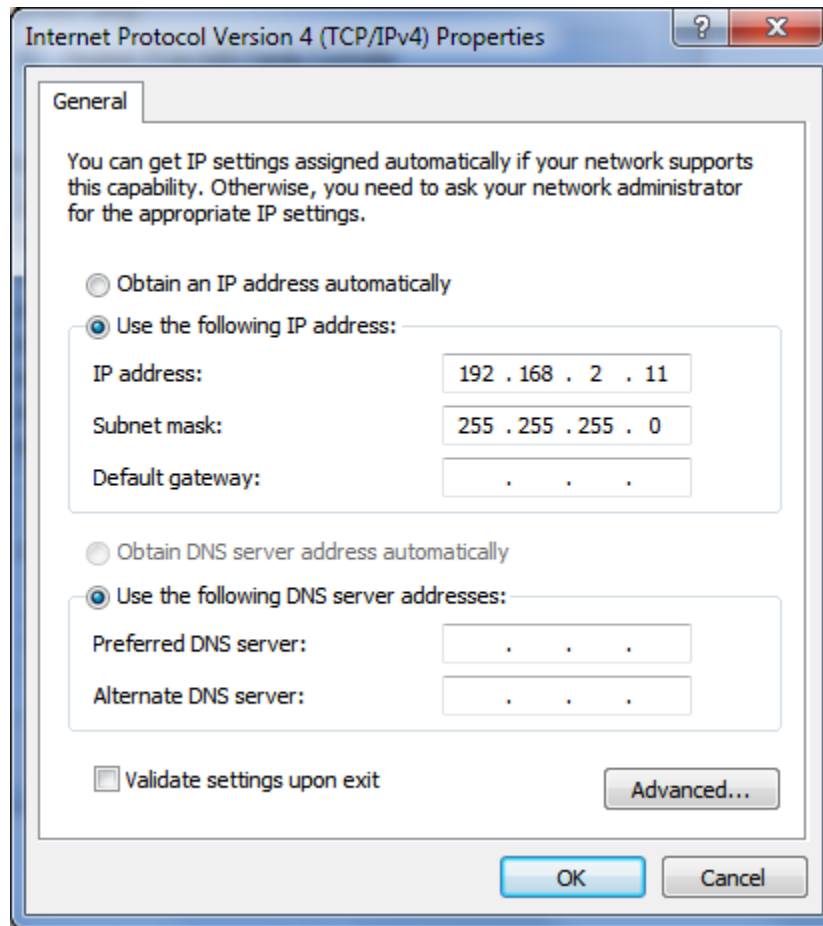 Internet Protocol Version 4 (TCP/IPv4) Properties
?
X
General
You can get IP settings assigned automatically if your network supports
this capability. Otherwise, you need to ask your network administrator
for the appropriate IP settings.
Obtain an IP address automatically
Use the following IP address:
IP address: 192 . 168 . 2 . 11
Subnet mask: 255 . 255 . 255 . 0
Default gateway: . . .
Obtain DNS server address automatically
Use the following DNS server addresses:
Preferred DNS server: . . .
Alternate DNS server: . . .
Validate settings upon exit
Advanced...
OK Cancel